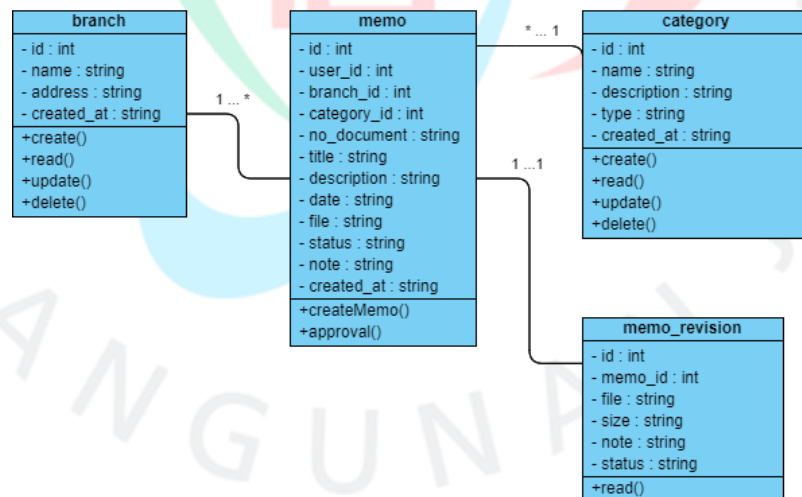 branch
- id : int
- name : string
- address : string
- created_at : string
+create()
+read()
+update()
+delete()
1 ... *
memo
- id : int
- user_id : int
- branch_id : int
- category_id : int
- no_document : string
- title : string
- description : string
- date : string
- file : string
- status : string
- note : string
- created_at : string
+createMemo()
+approval()
* ... 1
category
- id : int
- name : string
- description : string
- type : string
- created_at : string
+create()
+read()
+update()
+delete()
1 ...1
memo_revision
- id : int
- memo_id : int
- file : string
- size : string
- note : string
- status : string
+read()
ANGUNAN J